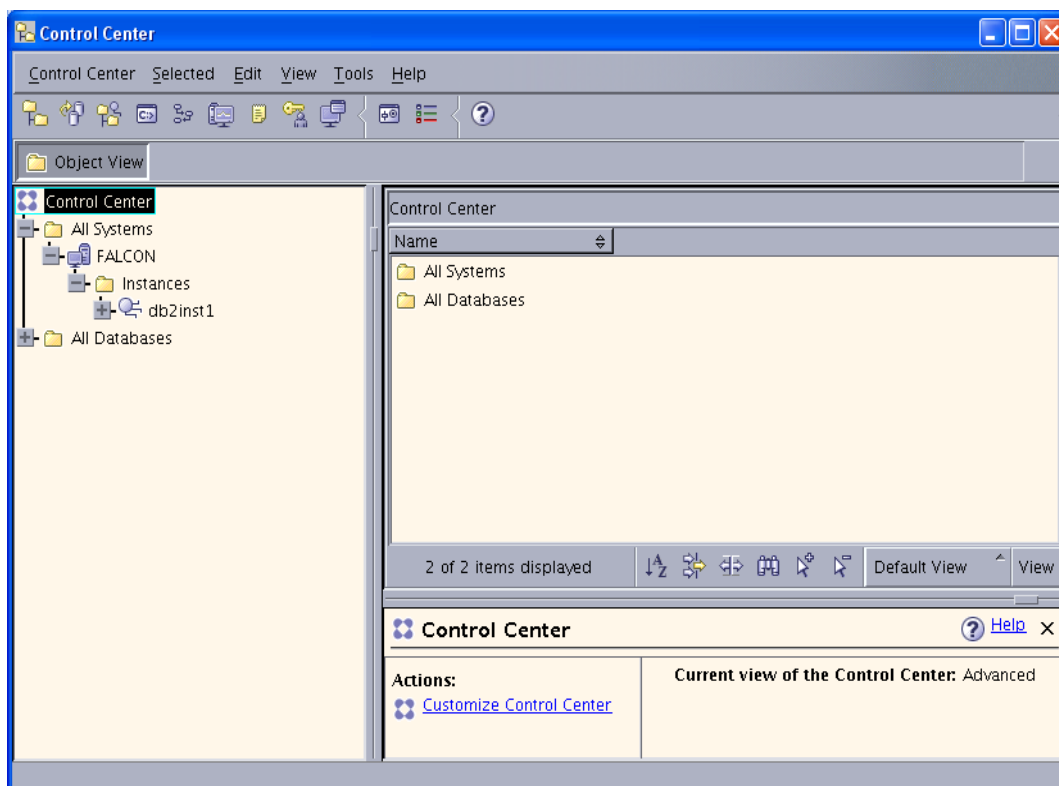 Control Center
Control Center Selected Edit View Tools Help
Object View
Control Center
All Systems
FALCON
Instances
db2inst1
All Databases
Control Center
Name
All Systems
All Databases
2 of 2 items displayed
Default View
View
Control Center
Help
Actions:
Customize Control Center
Current view of the Control Center: Advanced